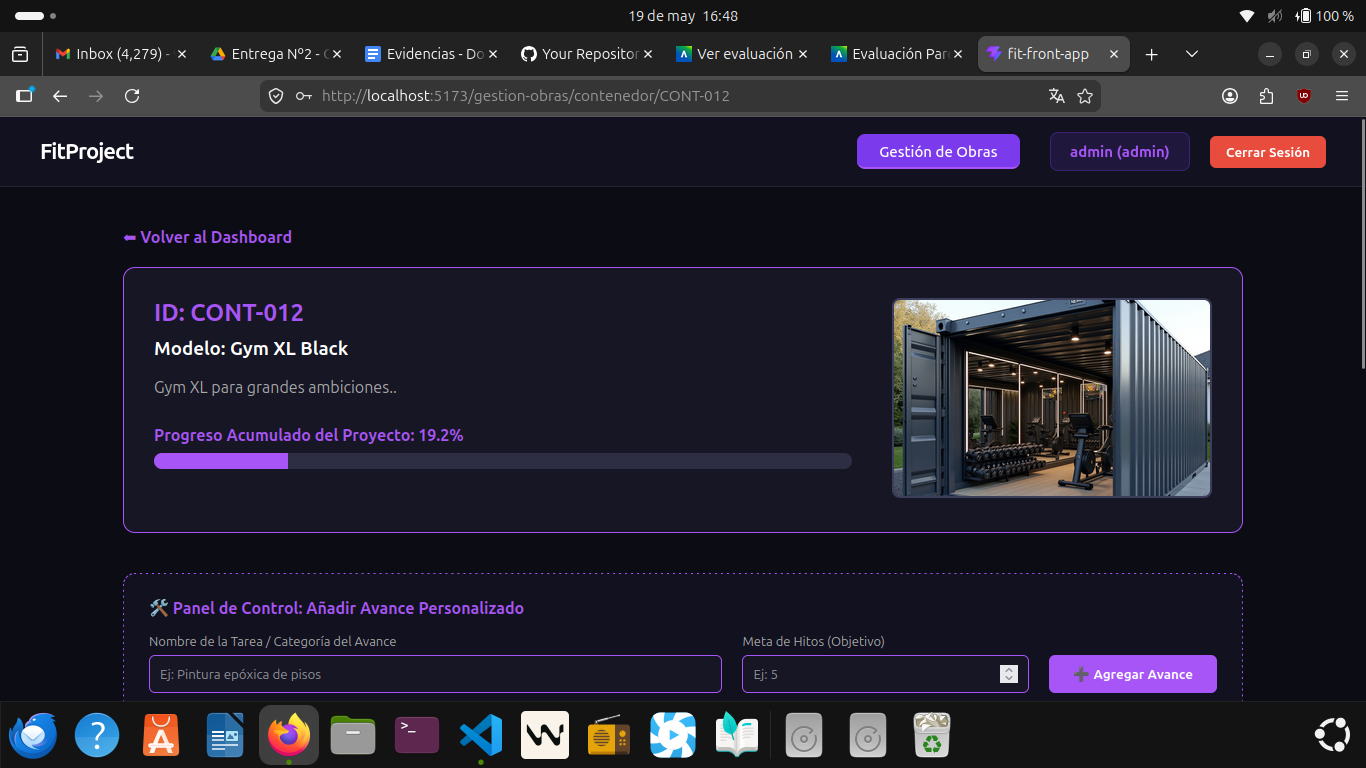 19 de may 16:48
100 %
Inbox (4,279) -
Entrega Nº2 -
Evidencias - Do
Your Repositor
Ver evaluación
Evaluación Par
fit-front-app
http://localhost:5173/gestion-obras/contenedor/CONT-012
FitProject
Gestión de Obras
admin (admin)
Cerrar Sesión
⬅ Volver al Dashboard
ID: CONT-012
Modelo: Gym XL Black
Gym XL para grandes ambiciones..
Progreso Acumulado del Proyecto: 19.2%
🛠️ Panel de Control: Añadir Avance Personalizado
Nombre de la Tarea / Categoría del Avance
Meta de Hitos (Objetivo)
Ej: Pintura epóxica de pisos
Ej: 5
➕ Agregar Avance